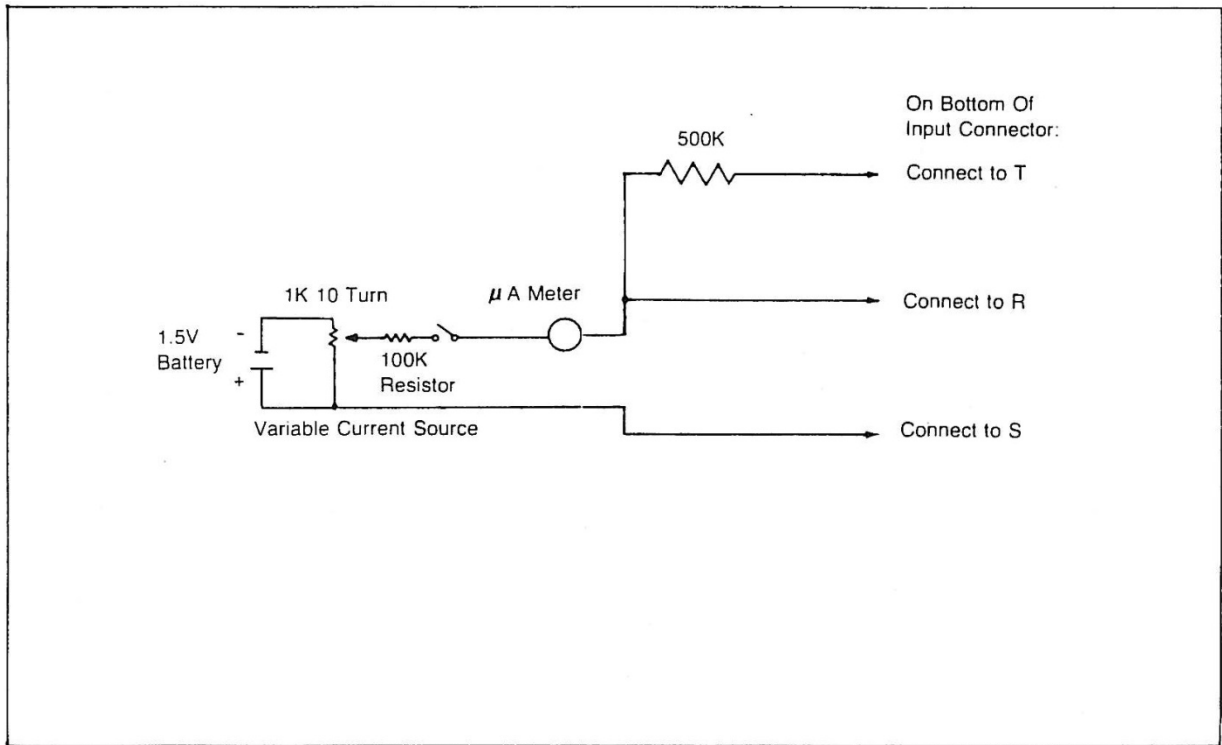 On Bottom Of
Input Connector:
500K
Connect to T
1K 10 Turn
μ A Meter
Connect to R
1.5V
Battery
-
+
100K
Resistor
Variable Current Source
Connect to S